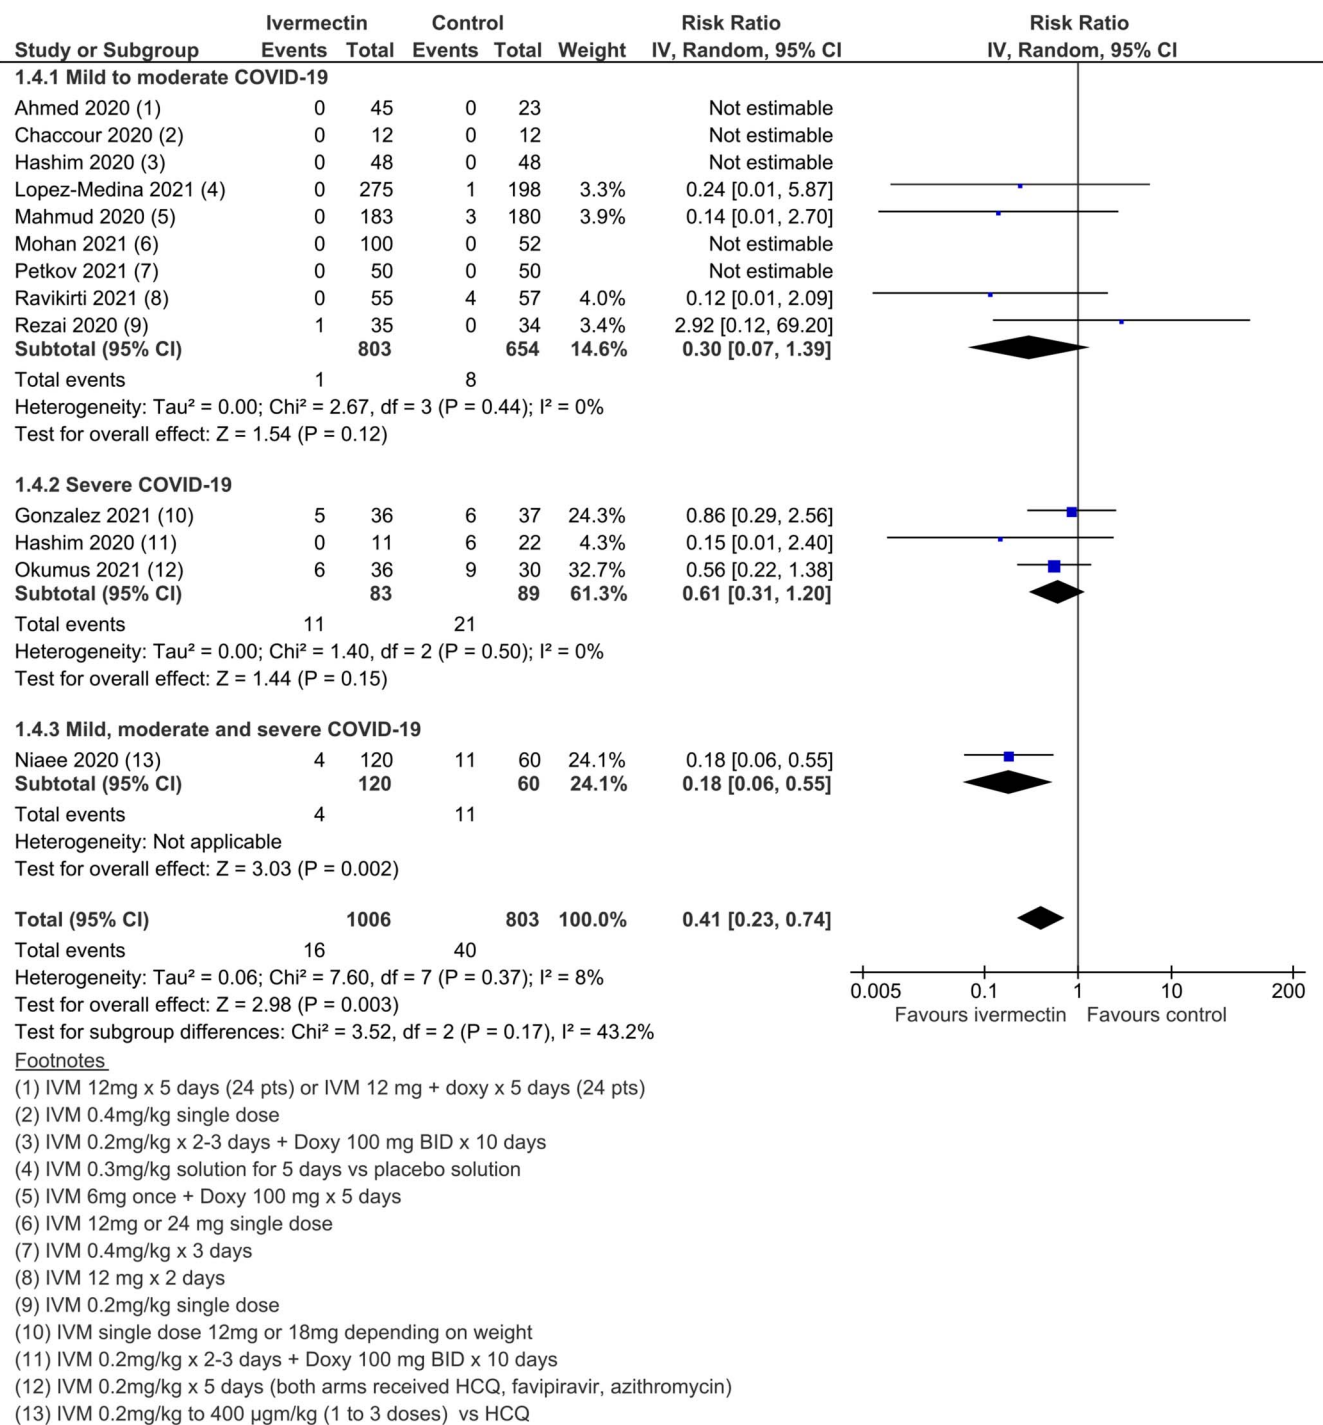 Ivermectin Control Risk Ratio Risk Ratio
Study or Subgroup Events Total Events Total Weight IV, Random, 95% CI IV, Random, 95% CI
1.4.1 Mild to moderate COVID-19
Ahmed 2020 (1) 0 45 0 23 Not estimable
Chaccour 2020 (2) 0 12 0 12 Not estimable
Hashim 2020 (3) 0 48 0 48 Not estimable
Lopez-Medina 2021 (4) 0 275 1 198 3.3% 0.24 [0.01, 5.87]
Mahmud 2020 (5) 0 183 3 180 3.9% 0.14 [0.01, 2.70]
Mohan 2021 (6) 0 100 0 52 Not estimable
Petkov 2021 (7) 0 50 0 50 Not estimable
Ravikirti 2021 (8) 0 55 4 57 4.0% 0.12 [0.01, 2.09]
Rezai 2020 (9) 1 35 0 34 3.4% 2.92 [0.12, 69.20]
Subtotal (95% CI) 803 654 14.6% 0.30 [0.07, 1.39]
Total events 1 8
Heterogeneity: Tau² = 0.00; Chi² = 2.67, df = 3 (P = 0.44); I² = 0%
Test for overall effect: Z = 1.54 (P = 0.12)
1.4.2 Severe COVID-19
Gonzalez 2021 (10) 5 36 6 37 24.3% 0.86 [0.29, 2.56]
Hashim 2020 (11) 0 11 6 22 4.3% 0.15 [0.01, 2.40]
Okumus 2021 (12) 6 36 9 30 32.7% 0.56 [0.22, 1.38]
Subtotal (95% CI) 83 89 61.3% 0.61 [0.31, 1.20]
Total events 11 21
Heterogeneity: Tau² = 0.00; Chi² = 1.40, df = 2 (P = 0.50); I² = 0%
Test for overall effect: Z = 1.44 (P = 0.15)
1.4.3 Mild, moderate and severe COVID-19
Niaee 2020 (13) 4 120 11 60 24.1% 0.18 [0.06, 0.55]
Subtotal (95% CI) 120 60 24.1% 0.18 [0.06, 0.55]
Total events 4 11
Heterogeneity: Not applicable
Test for overall effect: Z = 3.03 (P = 0.002)
Total (95% CI) 1006 803 100.0% 0.41 [0.23, 0.74]
Total events 16 40
Heterogeneity: Tau² = 0.06; Chi² = 7.60, df = 7 (P = 0.37); I² = 8%
Test for overall effect: Z = 2.98 (P = 0.003)
Test for subgroup differences: Chi² = 3.52, df = 2 (P = 0.17), I² = 43.2%
0.005 0.1 1 10 200
Favours ivermectin Favours control
Footnotes
(1) IVM 12mg x 5 days (24 pts) or IVM 12 mg + doxy x 5 days (24 pts)
(2) IVM 0.4mg/kg single dose
(3) IVM 0.2mg/kg x 2-3 days + Doxy 100 mg BID x 10 days
(4) IVM 0.3mg/kg solution for 5 days vs placebo solution
(5) IVM 6mg once + Doxy 100 mg x 5 days
(6) IVM 12mg or 24 mg single dose
(7) IVM 0.4mg/kg x 3 days
(8) IVM 12 mg x 2 days
(9) IVM 0.2mg/kg single dose
(10) IVM single dose 12mg or 18mg depending on weight
(11) IVM 0.2mg/kg x 2-3 days + Doxy 100 mg BID x 10 days
(12) IVM 0.2mg/kg x 5 days (both arms received HCQ, favipiravir, azithromycin)
(13) IVM 0.2mg/kg to 400 µgm/kg (1 to 3 doses) vs HCQ